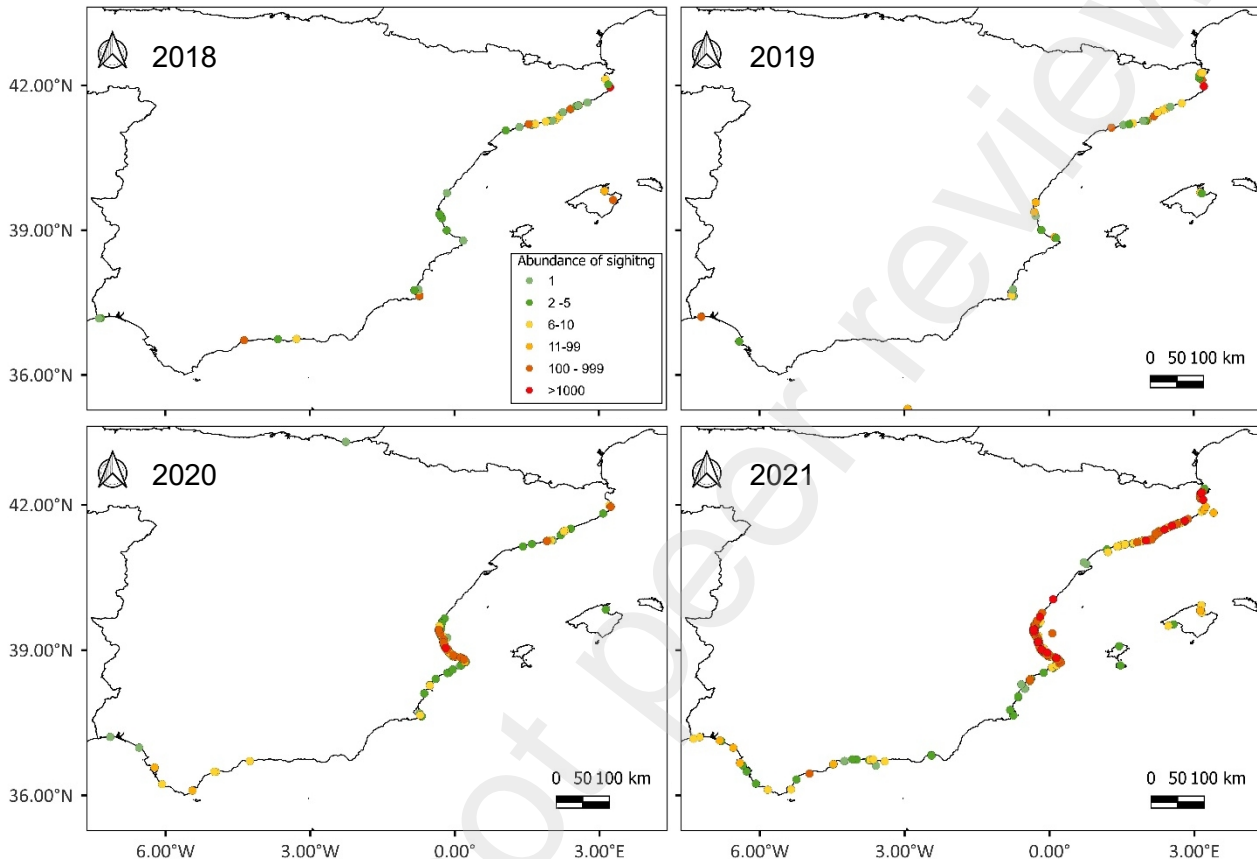 2018
2019
42.00°N
39.00°N
36.00°N
Abundance of sighitng
1
2 -5
6-10
11-99
100 - 999
>1000
0 50 100 km
2020
2021
42.00°N
39.00°N
36.00°N
0 50 100 km
0 50 100 km
6.00°W
3.00°W
0.00°
3.00°E
6.00°W
3.00°W
0.00°
3.00°E
not peer review